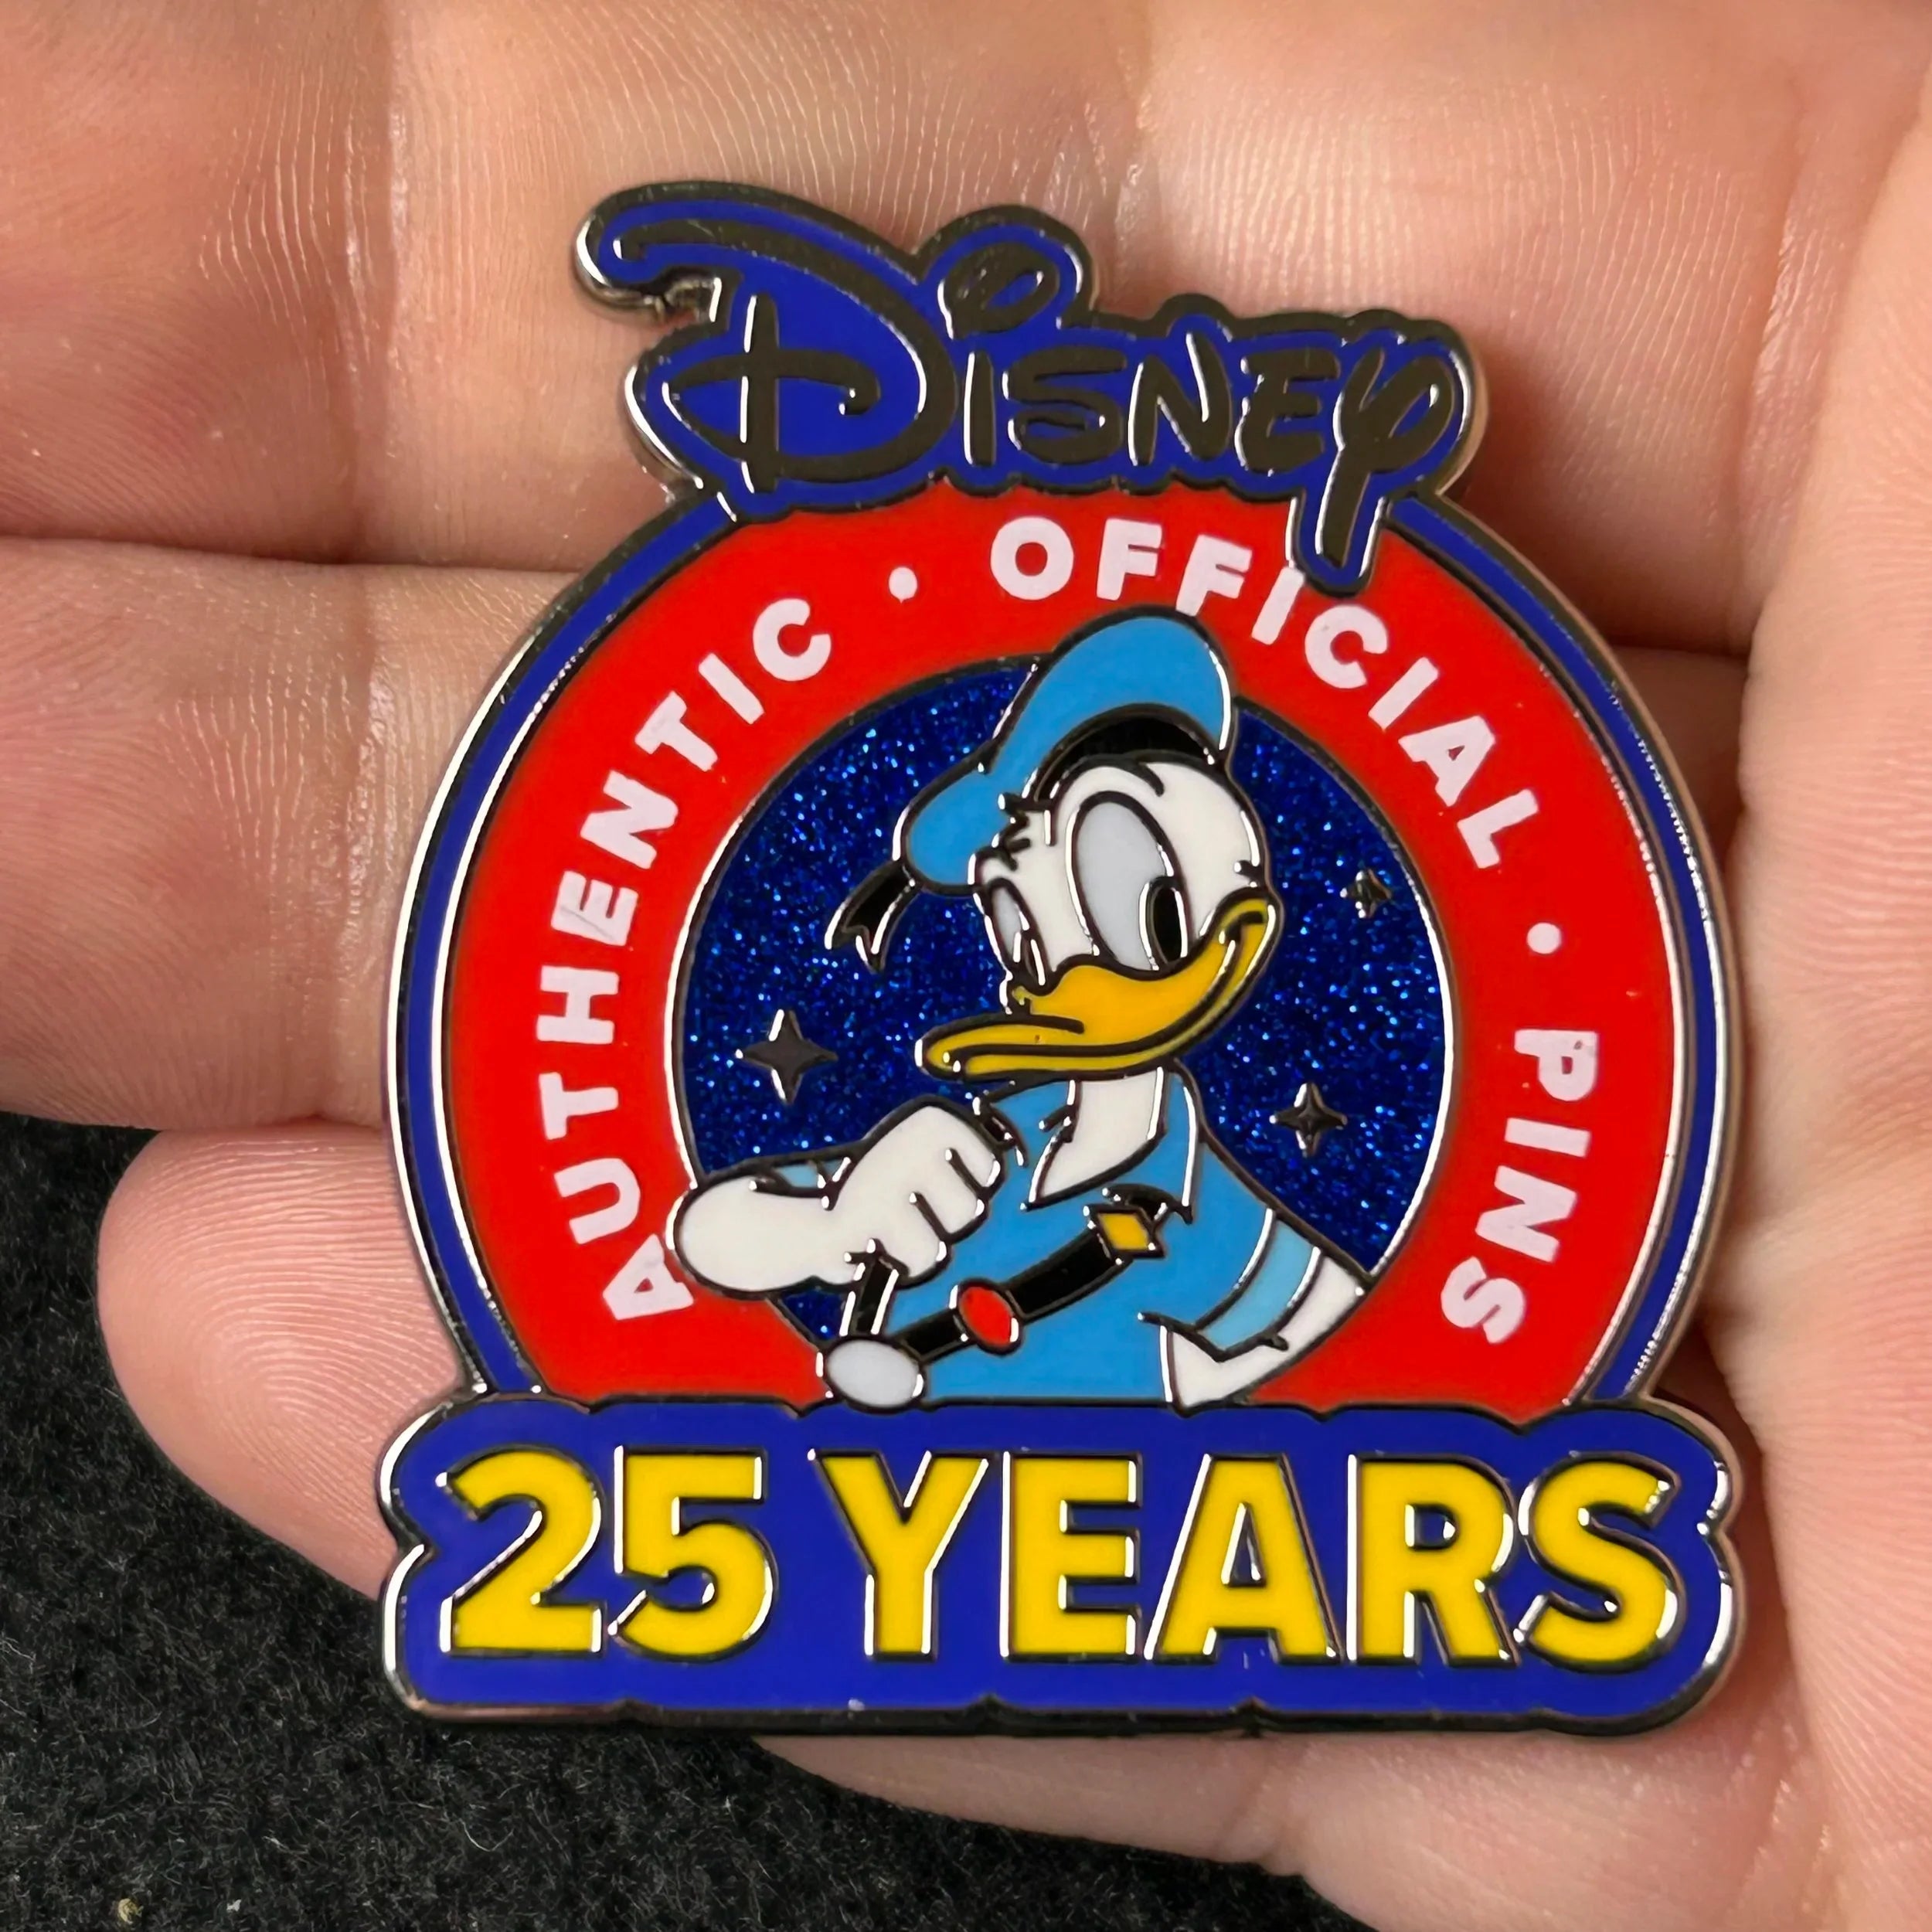 Disney
AUTHENTIC • OFFICIAL • PINS
25 YEARS